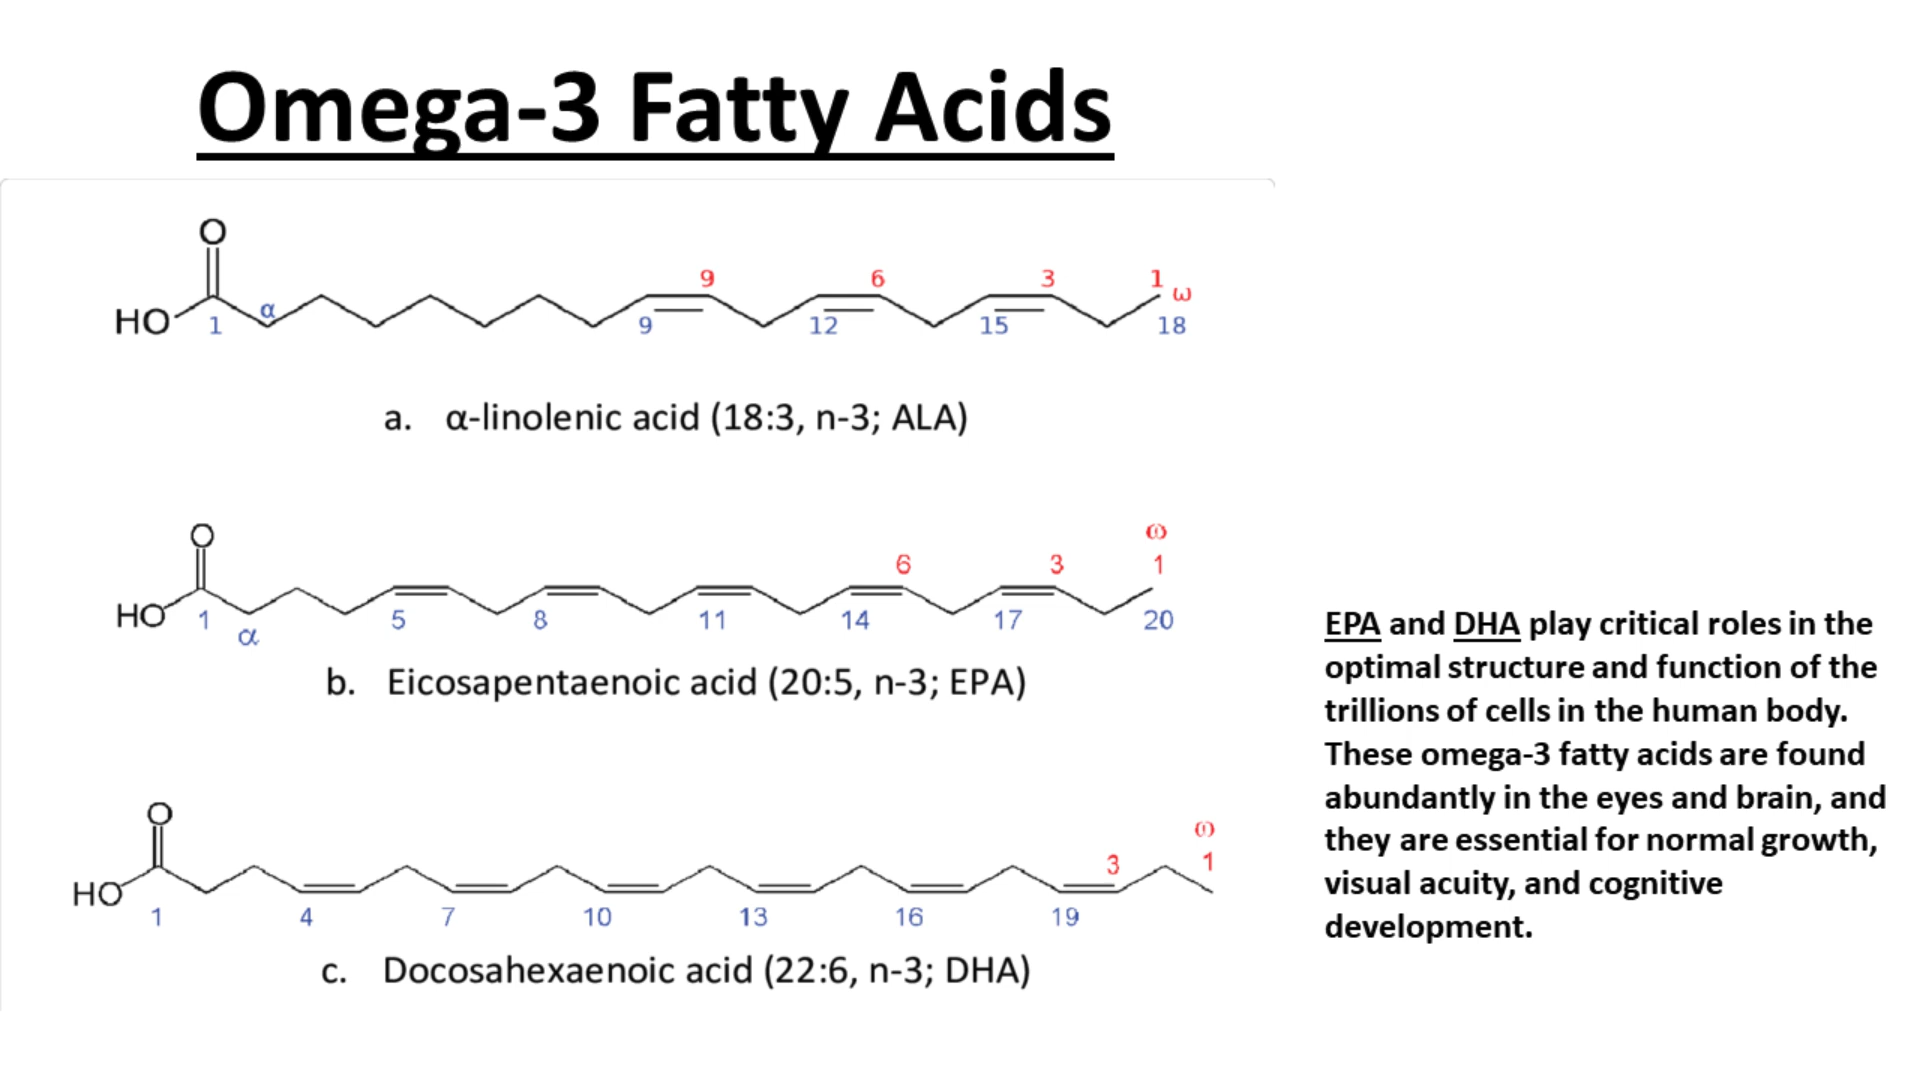 Omega-3 Fatty Acids
O
9 6 3 1 ω
HO 1 α 9 12 15 18
a. α-linolenic acid (18:3, n-3; ALA)
O
ω
6 3 1
HO 1 α 5 8 11 14 17 20
b. Eicosapentaenoic acid (20:5, n-3; EPA)
O
ω
3 1
HO
1 4 7 10 13 16 19
c. Docosahexaenoic acid (22:6, n-3; DHA)
EPA and DHA play critical roles in the
optimal structure and function of the
trillions of cells in the human body.
These omega-3 fatty acids are found
abundantly in the eyes and brain, and
they are essential for normal growth,
visual acuity, and cognitive
development.